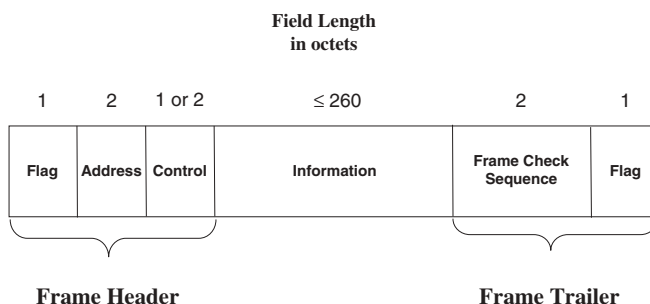 Field Length
in octets
1 2 1 or 2 ≤ 260 2 1
Flag Address Control Information Frame Check Sequence Flag
Frame Header Frame Trailer